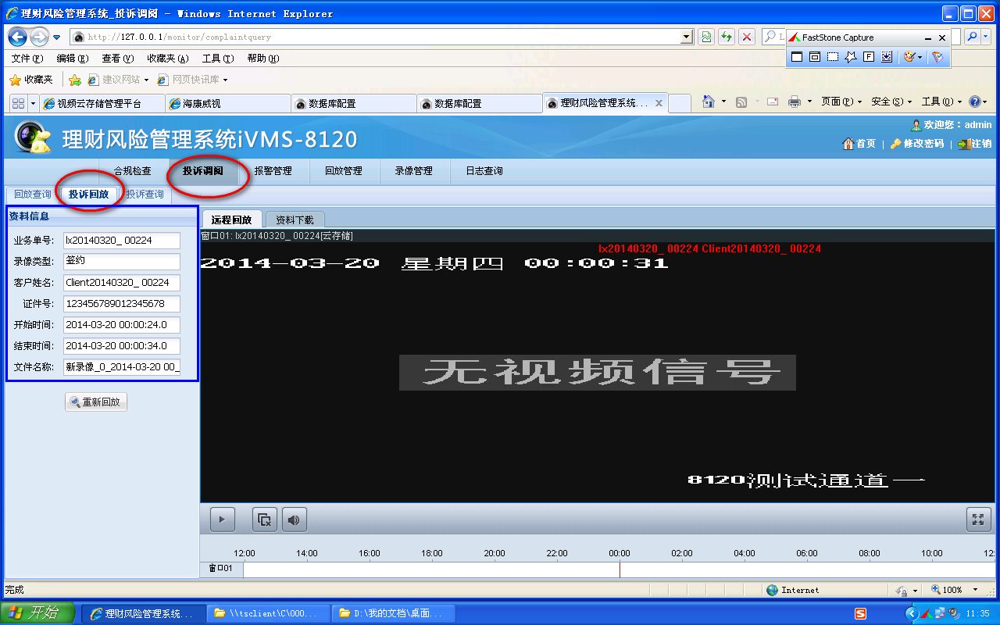 理财风险管理系统_投诉调阅 - Windows Internet Explorer
http://127.0.0.1/monitor/complaintquery
FastStone Capture
文件(F) 编辑(E) 查看(V) 收藏夹(A) 工具(T) 帮助(H)
收藏夹 建议网站 网页快讯库
视频云存储管理平台 海康威视 数据库配置 数据库配置 理财风险管理系统... 页面(P) 安全(S) 工具(O)
理财风险管理系统iVMS-8120
欢迎您：admin
首页 | 修改密码 | 注销
合规检查 投诉调阅 报警管理 回放管理 录像管理 日志查询
回放查询 投诉回放 投诉查询
资料信息
业务单号: lx20140320_ 00224
录像类型: 签约
客户姓名: Client20140320_ 00224
证件号: 123456789012345678
开始时间: 2014-03-20 00:00:24.0
结束时间: 2014-03-20 00:00:34.0
文件名称: 新录像_0_2014-03-20 00_
重新回放
远程回放 资料下载
窗口01: lx20140320_ 00224[云存储]
lx20140320_ 00224 Client20140320_ 00224
2014-03-20 星期四 00:00:31
无视频信号
8120测试通道一
12:00 14:00 16:00 18:00 20:00 22:00 00:00 02:00 04:00 06:00 08:00 10:00 12:
窗口01
完成 Internet 100%
开始 理财风险管理系统... \\tsclient\C\000... D:\我的文档\桌面... 11:35